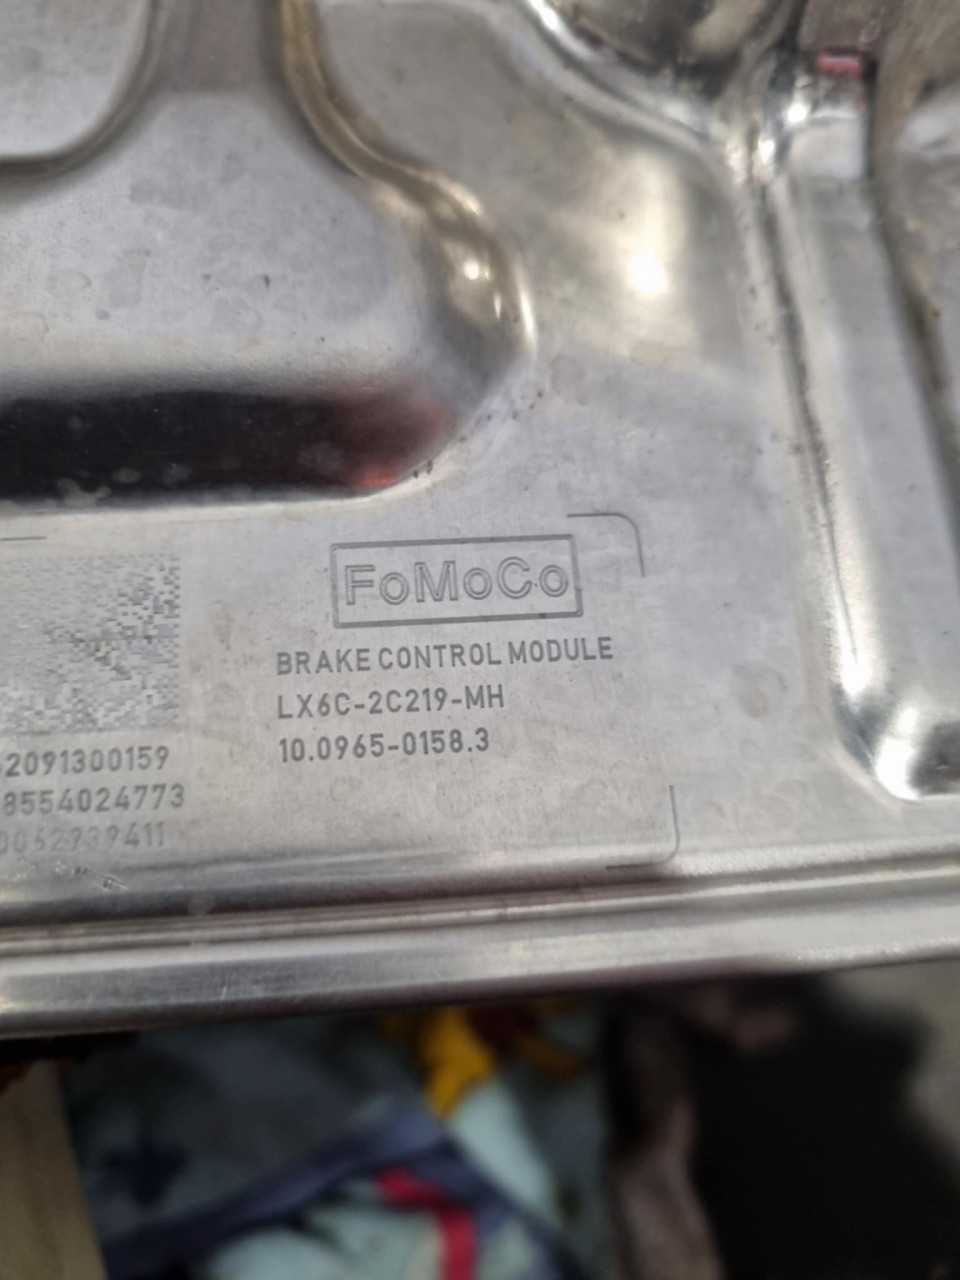 FoMoCo
BRAKE CONTROL MODULE
LX6C-2C219-MH
10.0965-0158.3
2091300159
8554024773